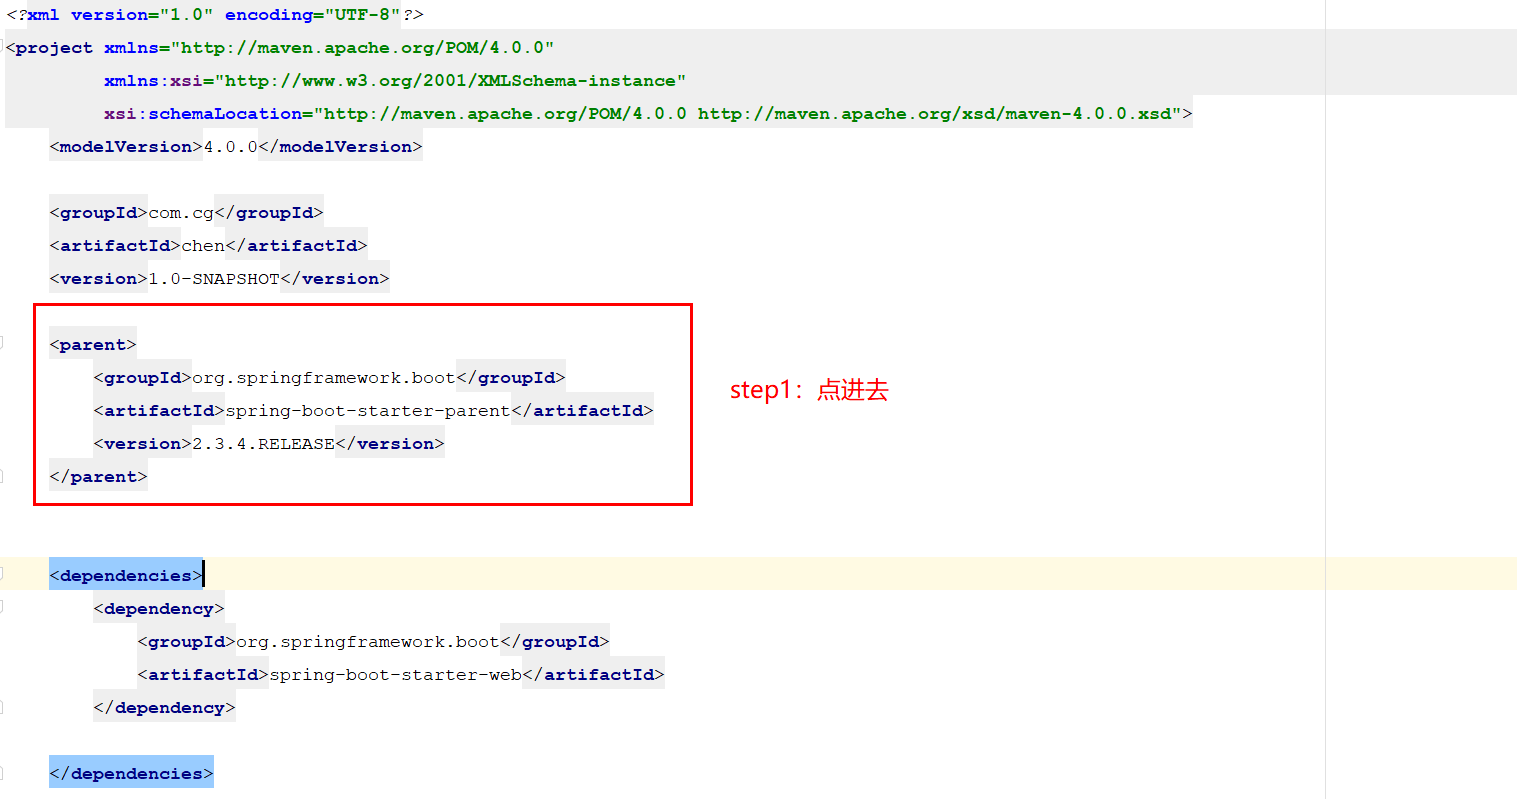 <?xml version="1.0" encoding="UTF-8"?>
<project xmlns="http://maven.apache.org/POM/4.0.0"
         xmlns:xsi="http://www.w3.org/2001/XMLSchema-instance"
         xsi:schemaLocation="http://maven.apache.org/POM/4.0.0 http://maven.apache.org/xsd/maven-4.0.0.xsd">
    <modelVersion>4.0.0</modelVersion>
    <groupId>com.cg</groupId>
    <artifactId>chen</artifactId>
    <version>1.0-SNAPSHOT</version>
    <parent>
        <groupId>org.springframework.boot</groupId>
        <artifactId>spring-boot-starter-parent</artifactId>
        <version>2.3.4.RELEASE</version>
    </parent>
step1：点进去
    <dependencies>
        <dependency>
            <groupId>org.springframework.boot</groupId>
            <artifactId>spring-boot-starter-web</artifactId>
        </dependency>
    </dependencies>